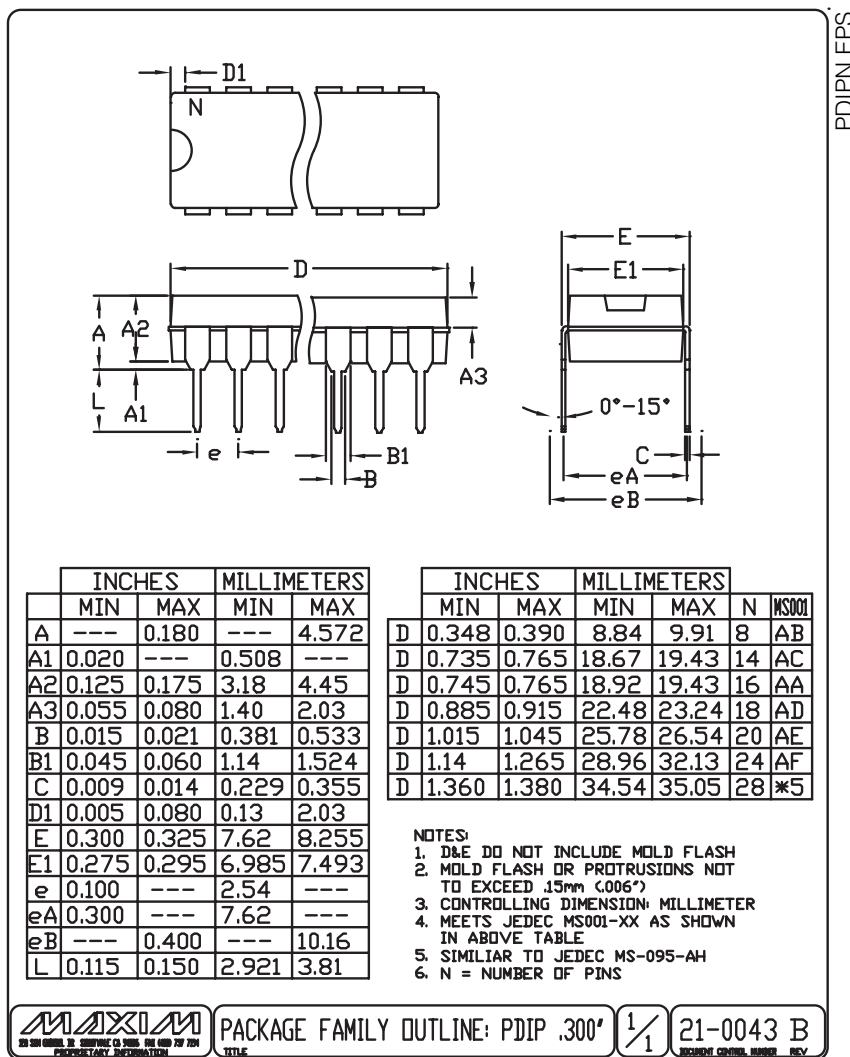 PDIPN.EPS
D1
N
D
E
E1
A
A2
A3
L
A1
0°-15°
e
B1
B
C
eA
eB
INCHES MILLIMETERS
MIN MAX MIN MAX
A --- 0.180 --- 4.572
A1 0.020 --- 0.508 ---
A2 0.125 0.175 3.18 4.45
A3 0.055 0.080 1.40 2.03
B 0.015 0.021 0.381 0.533
B1 0.045 0.060 1.14 1.524
C 0.009 0.014 0.229 0.355
D1 0.005 0.080 0.13 2.03
E 0.300 0.325 7.62 8.255
E1 0.275 0.295 6.985 7.493
e 0.100 --- 2.54 ---
eA 0.300 --- 7.62 ---
eB --- 0.400 --- 10.16
L 0.115 0.150 2.921 3.81
INCHES MILLIMETERS
MIN MAX MIN MAX N MS001
D 0.348 0.390 8.84 9.91 8 AB
D 0.735 0.765 18.67 19.43 14 AC
D 0.745 0.765 18.92 19.43 16 AA
D 0.885 0.915 22.48 23.24 18 AD
D 1.015 1.045 25.78 26.54 20 AE
D 1.14 1.265 28.96 32.13 24 AF
D 1.360 1.380 34.54 35.05 28 *5
NOTES:
1. D&E DO NOT INCLUDE MOLD FLASH
2. MOLD FLASH OR PROTRUSIONS NOT
TO EXCEED .15mm (.006")
3. CONTROLLING DIMENSION: MILLIMETER
4. MEETS JEDEC MS001-XX AS SHOWN
IN ABOVE TABLE
5. SIMILIAR TO JEDEC MS-095-AH
6. N = NUMBER OF PINS
MAXIM
PROPRIETARY INFORMATION
PACKAGE FAMILY OUTLINE: PDIP .300"
TITLE
1/1
21-0043 B
DOCUMENT CONTROL NUMBER REV